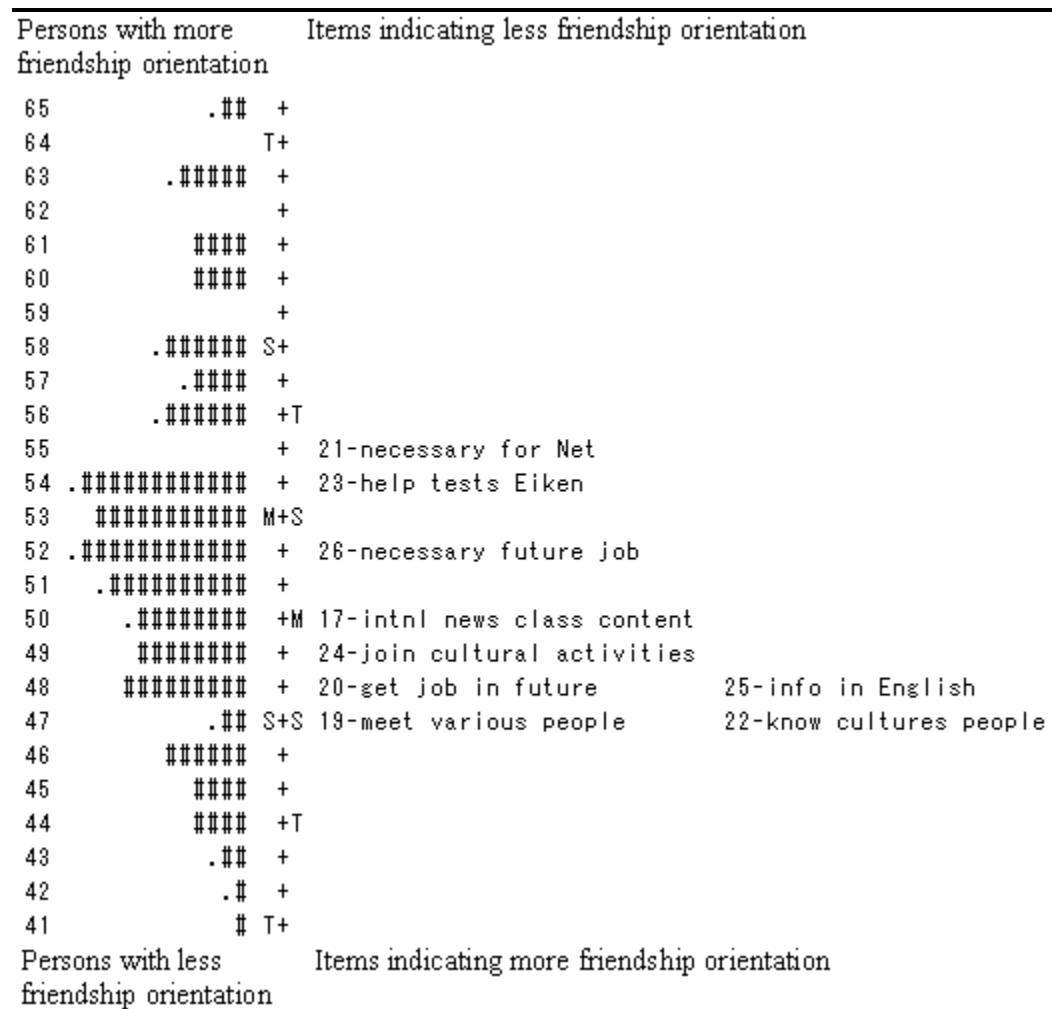 Persons with more Items indicating less friendship orientation
friendship orientation
65 .## +
64 T+
63 .##### +
62 +
61 #### +
60 #### +
59 +
58 .###### S+
57 .#### +
56 .###### +T
55 + 21-necessary for Net
54 .############ + 23-help tests Eiken
53 ########### M+S
52 .############ + 26-necessary future job
51 .########## +
50 .######## +M 17-intnl news class content
49 ######## + 24-join cultural activities
48 ######### + 20-get job in future 25-info in English
47 .## S+S 19-meet various people 22-know cultures people
46 ###### +
45 #### +
44 #### +T
43 .## +
42 .# +
41 # T+
Persons with less Items indicating more friendship orientation
friendship orientation